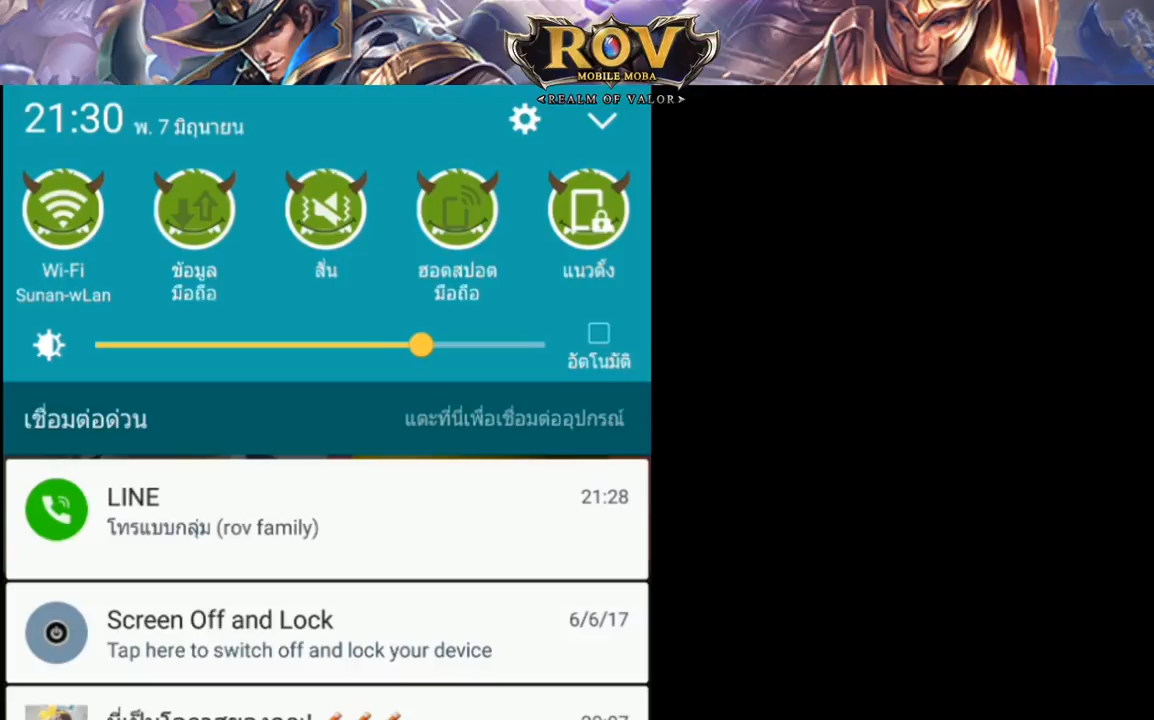 ROV
MOBILE MOBA
REALM OF VALOR
21:30 พ. 7 มิถุนายน
Wi-Fi
Sunan-wLan
ข้อมูล
มือถือ
สั่น
ฮอตสปอต
มือถือ
แนวตั้ง
อัตโนมัติ
เชื่อมต่อด่วน แตะที่นี่เพื่อเชื่อมต่ออุปกรณ์
LINE 21:28
โทรแบบกลุ่ม (rov family)
Screen Off and Lock 6/6/17
Tap here to switch off and lock your device